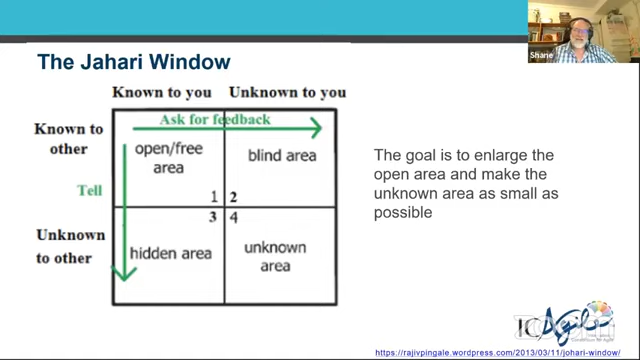 Shane
The Jahari Window
Known to you
Unknown to you
Ask for feedback
Known to
other
open/free
area
blind area
1
2
Tell
3
4
Unknown
to other
hidden area
unknown
area
The goal is to enlarge the
open area and make the
unknown area as small as
possible
IC Agile
https://rajivpingale.wordpress.com/2013/03/11/johari-window/